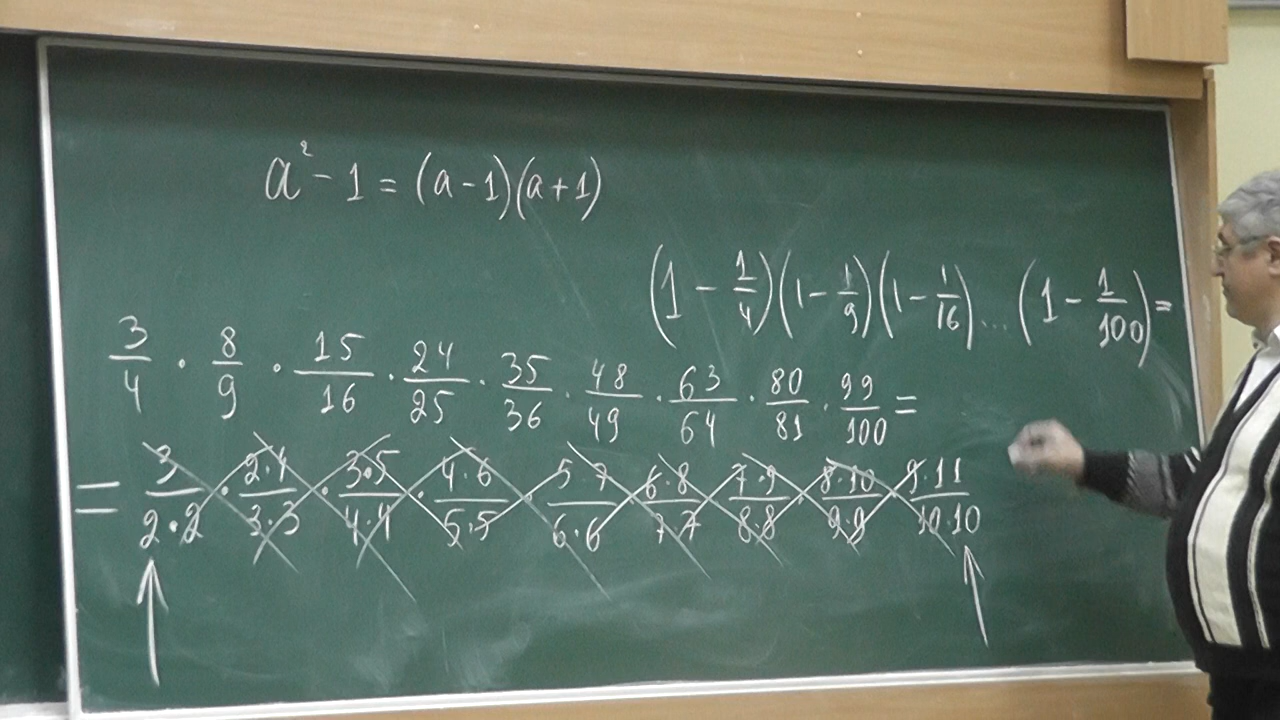 a² - 1 = (a - 1)(a + 1)
(1 - 1/4)(1 - 1/9)(1 - 1/16)...(1 - 1/100) =
3/4 · 8/9 · 15/16 · 24/25 · 35/36 · 48/49 · 63/64 · 80/81 · 99/100 =
= 3/2·2 · 2·4/3·3 · 3·5/4·4 · 4·6/5·5 · 5·7/6·6 · 6·8/7·7 · 7·9/8·8 · 8·10/9·9 · 9·11/10·10